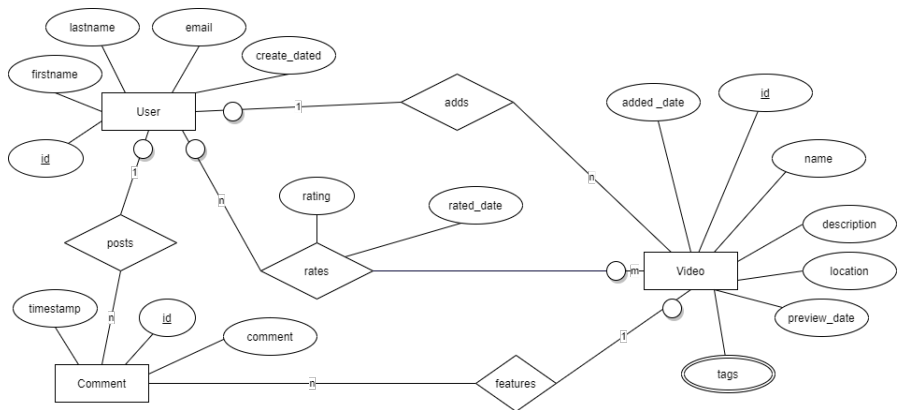 lastname
email
firstname
create_dated
User
id
1
adds
added _date
id
name
1
n
n
rating
rated_date
description
posts
rates
m
Video
location
timestamp
n
id
comment
1
preview_date
Comment
n
features
tags